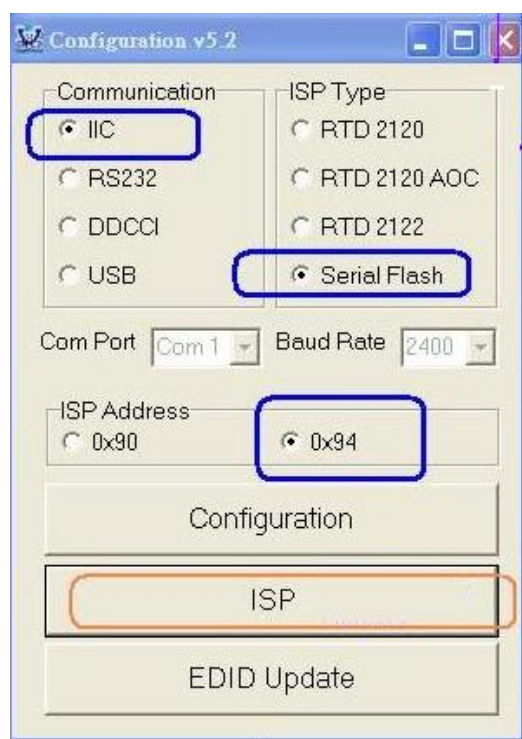 Configuration v5.2
Communication
IIC
RS232
DDCCI
USB
ISP Type
RTD 2120
RTD 2120 AOC
RTD 2122
Serial Flash
Com Port Com 1 Baud Rate 2400
ISP Address
0x90 0x94
Configuration
ISP
EDID Update